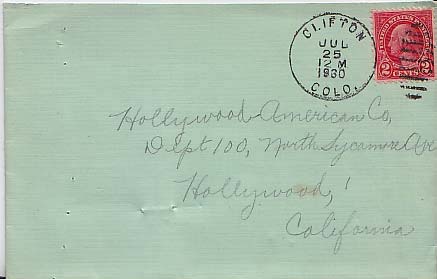 CLIFTON
JUL
25
12 M
1930
COLO.
UNITED STATES POSTAGE
2 CENTS 2
Hollywood American Co,
Dept 100, North Sycamore Ave
Hollywood,
California